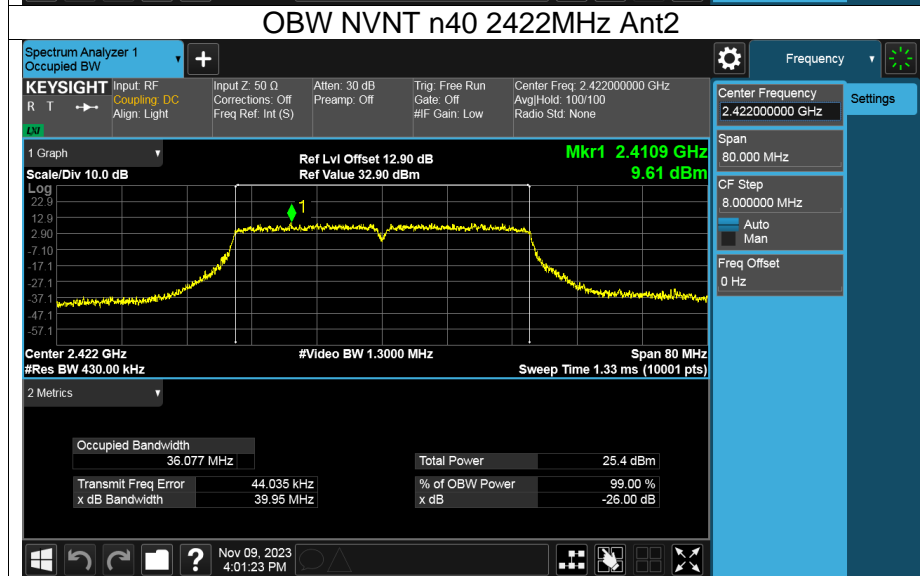 OBW NVNT n40 2422MHz Ant2
Spectrum Analyzer 1
Occupied BW
+
Frequency
KEYSIGHT
R T
LXI
Input: RF
Coupling: DC
Align: Light
Input Z: 50 Ω
Corrections: Off
Freq Ref: Int (S)
Atten: 30 dB
Preamp: Off
Trig: Free Run
Gate: Off
#IF Gain: Low
Center Freq: 2.422000000 GHz
Avg|Hold: 100/100
Radio Std: None
Center Frequency
2.422000000 GHz
Settings
Span
80.000 MHz
CF Step
8.000000 MHz
Auto
Man
Freq Offset
0 Hz
1 Graph
Scale/Div 10.0 dB
Ref Lvl Offset 12.90 dB
Ref Value 32.90 dBm
Mkr1 2.4109 GHz
9.61 dBm
Log
22.9
12.9
2.90
-7.10
-17.1
-27.1
-37.1
-47.1
-57.1
1
Center 2.422 GHz
#Res BW 430.00 kHz
#Video BW 1.3000 MHz
Span 80 MHz
Sweep Time 1.33 ms (10001 pts)
2 Metrics
Occupied Bandwidth
36.077 MHz
Transmit Freq Error 44.035 kHz
x dB Bandwidth 39.95 MHz
Total Power 25.4 dBm
% of OBW Power 99.00 %
x dB -26.00 dB
?
Nov 09, 2023
4:01:23 PM